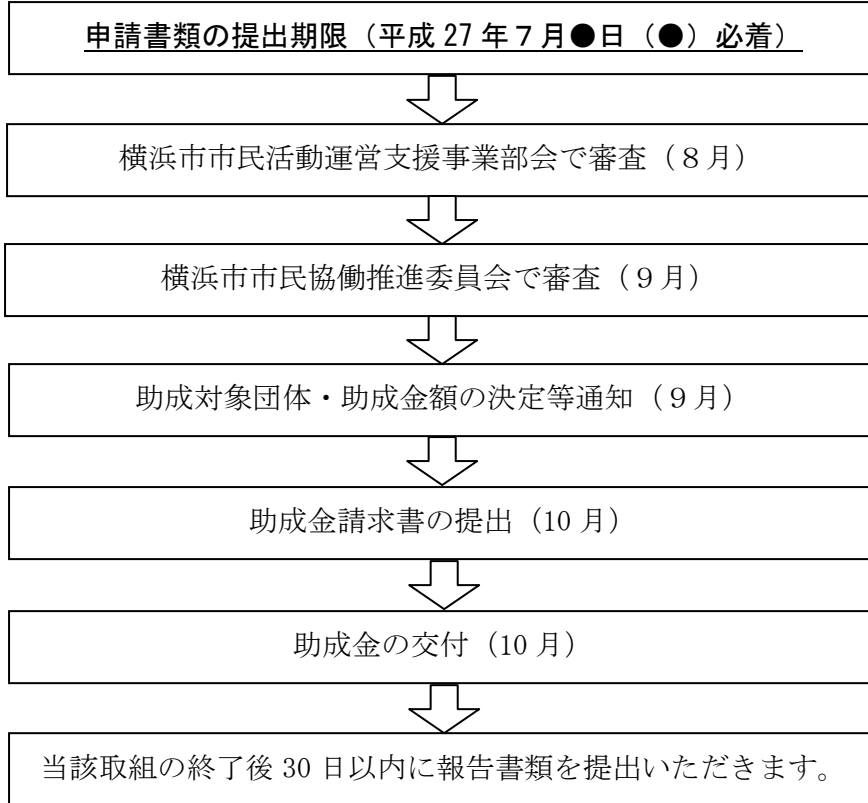 申請書類の提出期限（平成 27 年７月●日（●）必着）
横浜市市民活動運営支援事業部会で審査（８月）
横浜市市民協働推進委員会で審査（９月）
助成対象団体・助成金額の決定等通知（９月）
助成金請求書の提出（10 月）
助成金の交付（10 月）
当該取組の終了後 30 日以内に報告書類を提出いただきます。